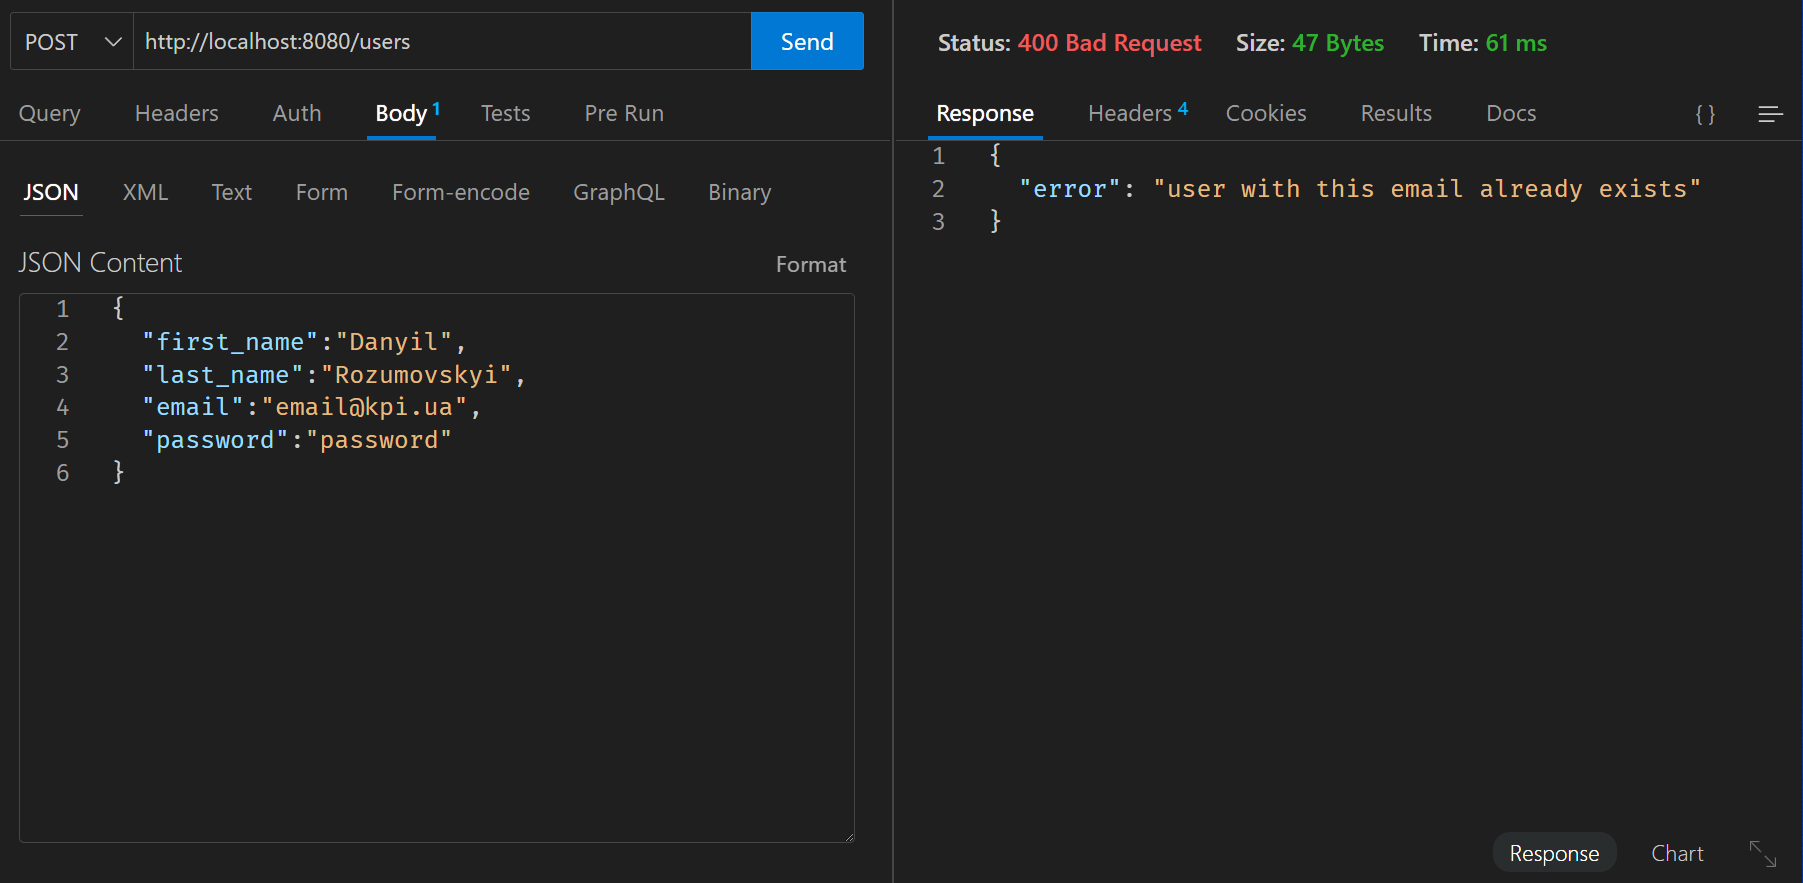 POST http://localhost:8080/users Send
Query Headers Auth Body 1 Tests Pre Run
JSON XML Text Form Form-encode GraphQL Binary
JSON Content Format
1 {
2 "first_name":"Danyil",
3 "last_name":"Rozumovskyi",
4 "email":"email@kpi.ua",
5 "password":"password"
6 }
Status: 400 Bad Request Size: 47 Bytes Time: 61 ms
Response Headers 4 Cookies Results Docs { }
1 {
2 "error": "user with this email already exists"
3 }
Response Chart